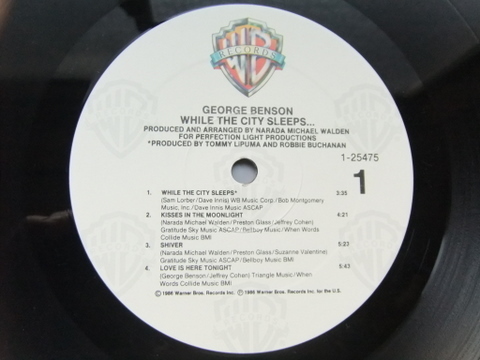 RECORDS
GEORGE BENSON
WHILE THE CITY SLEEPS...
PRODUCED AND ARRANGED BY NARADA MICHAEL WALDEN
FOR PERFECTION LIGHT PRODUCTIONS
*PRODUCED BY TOMMY LIPUMA AND ROBBIE BUCHANAN
1-25475
1
1. WHILE THE CITY SLEEPS* 3:35
(Sam Lorber/Dave Innis) WB Music Corp./Bob Montgomery
Music, Inc./Dave Innis Music ASCAP
2. KISSES IN THE MOONLIGHT 4:21
(Narada Michael Walden/Preston Glass/Jeffrey Cohen)
Gratitude Sky Music ASCAP/Bellboy Music/When Words
Collide Music BMI
3. SHIVER 5:23
(Narada Michael Walden/Preston Glass/Suzanne Valentine)
Gratitude Sky Music ASCAP/Bellboy Music BMI
4. LOVE IS HERE TONIGHT 5:43
(George Benson/Jeffrey Cohen) Triangle Music/When
Words Collide Music BMI
© 1986 Warner Bros. Records Inc. ℗ 1986 Warner Bros. Records Inc. for the U.S.